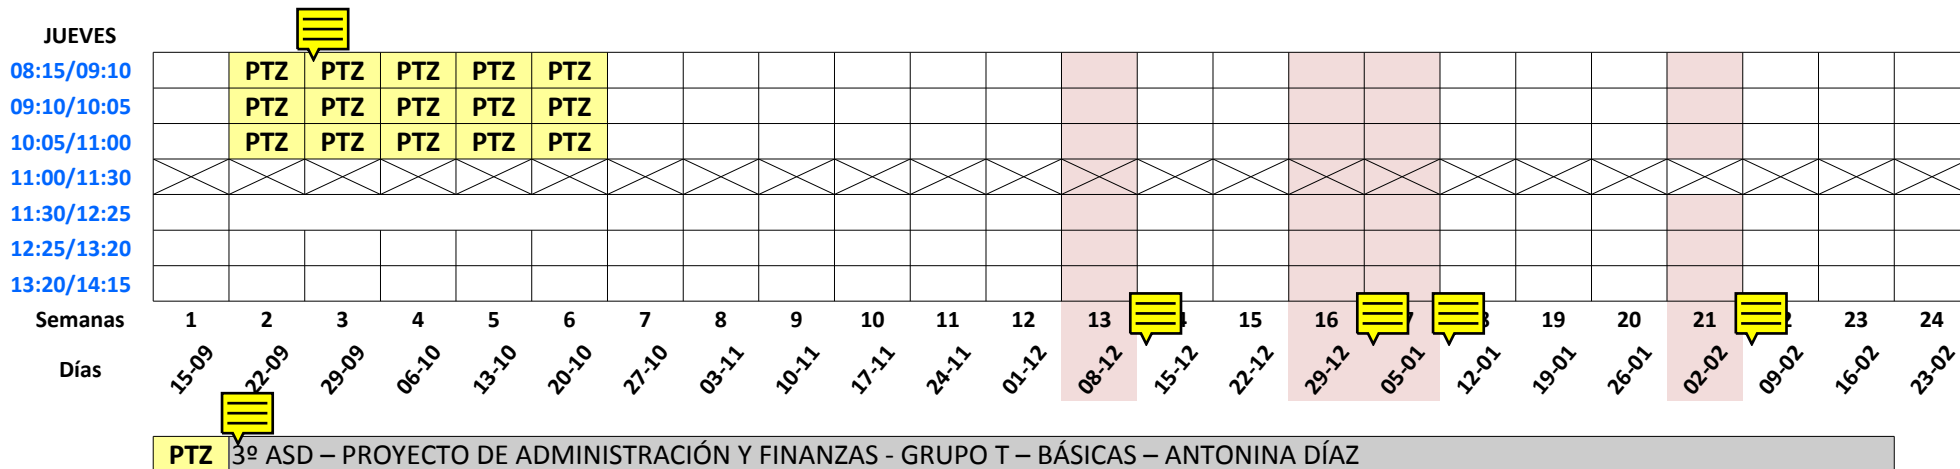 JUEVES
08:15/09:10 PTZ PTZ PTZ PTZ PTZ
09:10/10:05 PTZ PTZ PTZ PTZ PTZ
10:05/11:00 PTZ PTZ PTZ PTZ PTZ
11:00/11:30
11:30/12:25
12:25/13:20
13:20/14:15
Semanas 1 2 3 4 5 6 7 8 9 10 11 12 13 15 16 19 20 21 23 24
Días 15-09 22-09 29-09 06-10 13-10 20-10 27-10 03-11 10-11 17-11 24-11 01-12 08-12 15-12 22-12 29-12 05-01 12-01 19-01 26-01 02-02 09-02 16-02 23-02
PTZ 3º ASD – PROYECTO DE ADMINISTRACIÓN Y FINANZAS - GRUPO T – BÁSICAS – ANTONINA DÍAZ